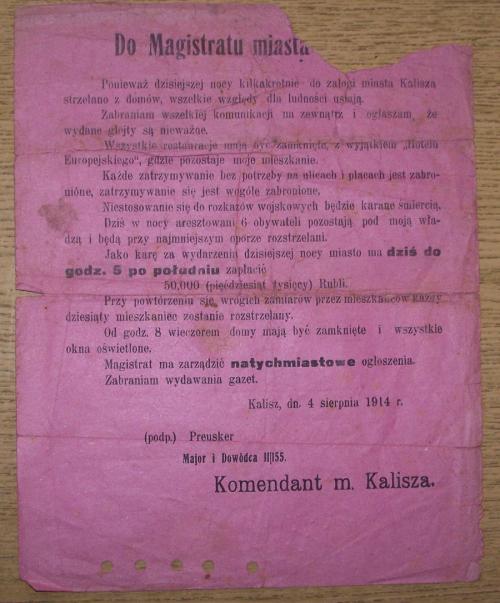 Do Magistratu miasta
Ponieważ dzisiejszej nocy kilkakrotnie do załogi miasta Kalisza
strzelano z domów, wszelkie względy dla ludności ustają.
Zabraniam wszelkiej komunikacji na zewnątrz i ogłaszam, że
wydane glejty są nieważne.
Wszystkie restauracje mają być zamknięte, z wyjątkiem „Hotelu
Europejskiego", gdzie pozostaje moje mieszkanie.
Każde zatrzymywanie bez potrzeby na ulicach i placach jest zabro-
nione, zatrzymywanie się jest wogóle zabronione.
Niestosowanie się do rozkazów wojskowych będzie karane śmiercią.
Dziś w nocy aresztowani 6 obywateli pozostają pod moją wła-
dzą i będą przy najmniejszym oporze rozstrzelani.
Jako karę za wydarzenia dzisiejszej nocy miasto ma dziś do
godz. 5 po południu zapłacić
50,000 (pięćdziesiąt tysięcy) Rubli.
Przy powtórzeniu się wrogich zamiarów przez mieszkańców każdy
dziesiąty mieszkaniec zostanie rozstrzelany.
Od godz. 8 wieczorem domy mają być zamknięte i wszystkie
okna oświetlone.
Magistrat ma zarządzić natychmiastowe ogłoszenia.
Zabraniam wydawania gazet.
Kalisz, dn. 4 sierpnia 1914 r.
(podp.) Preusker
Major i Dowódca II|155.
Komendant m. Kalisza.